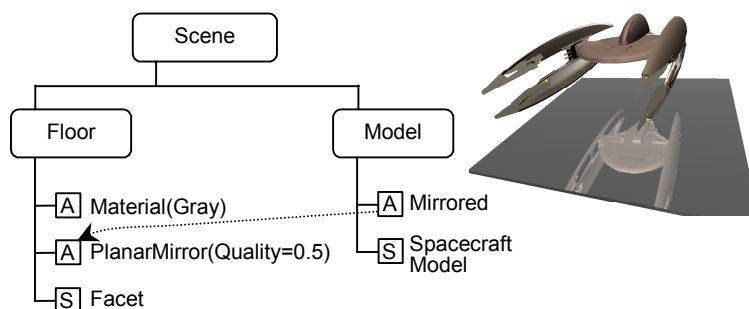 Scene
Floor
Model
A Material(Gray)
A Mirrored
A PlanarMirror(Quality=0.5)
S Spacecraft
Model
S Facet